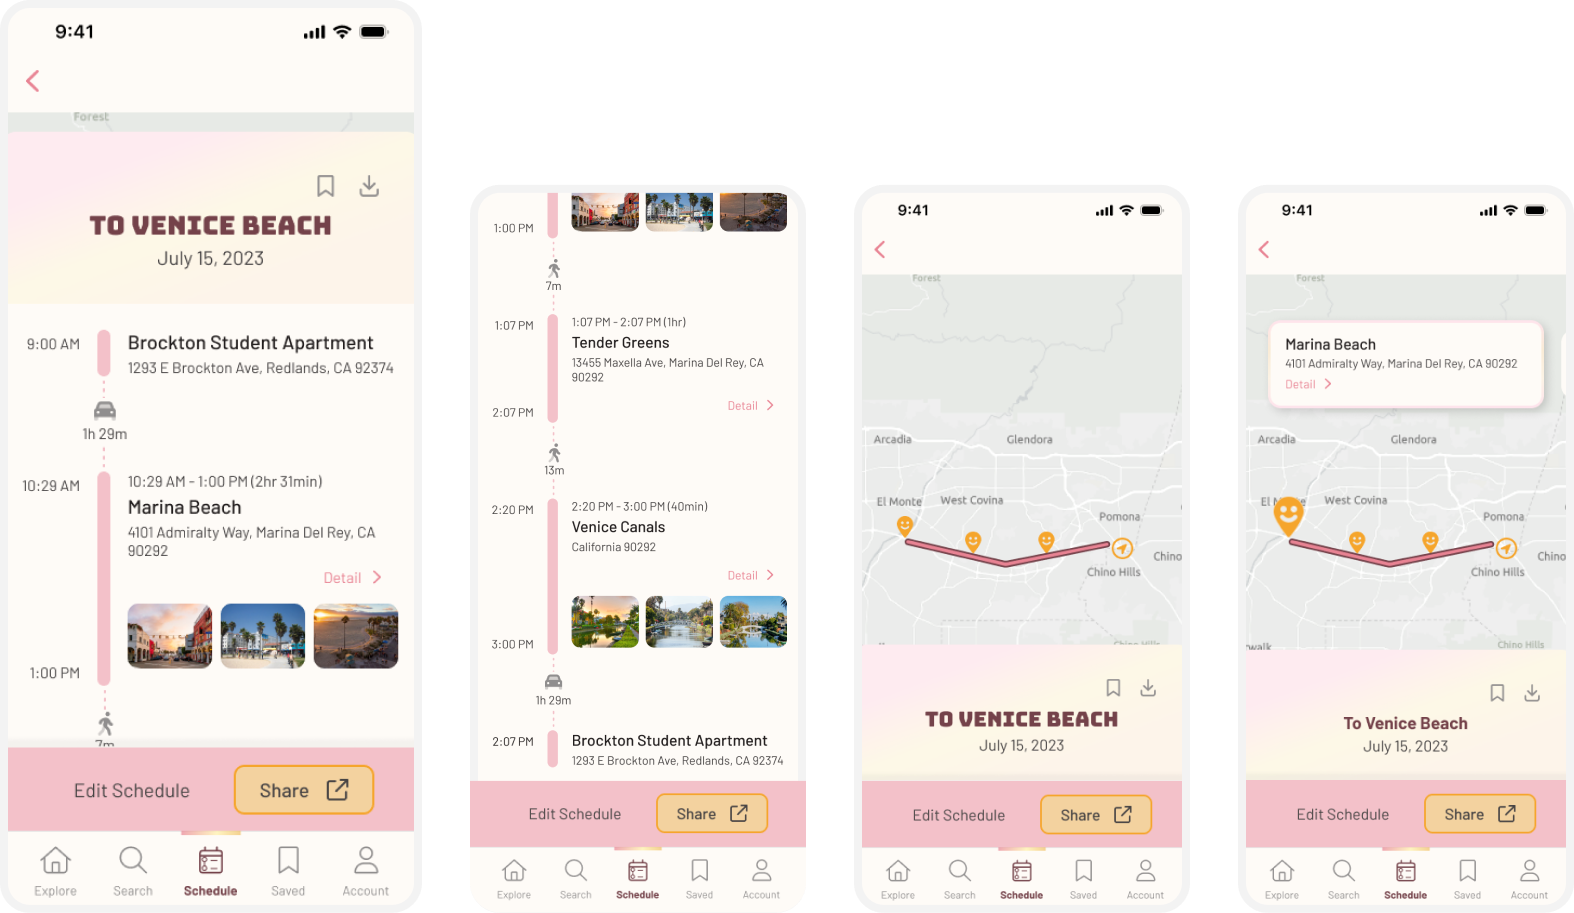 9:41
Forest
TO VENICE BEACH
July 15, 2023
9:00 AM
Brockton Student Apartment
1293 E Brockton Ave, Redlands, CA 92374
1h 29m
10:29 AM
10:29 AM - 1:00 PM (2hr 31min)
Marina Beach
4101 Admiralty Way, Marina Del Rey, CA
90292
Detail
1:00 PM
7m
Edit Schedule
Share
Explore
Search
Schedule
Saved
Account
1:00 PM
7m
1:07 PM
1:07 PM - 2:07 PM (1hr)
Tender Greens
13455 Maxella Ave, Marina Del Rey, CA
90292
Detail
2:07 PM
13m
2:20 PM
2:20 PM - 3:00 PM (40min)
Venice Canals
California 90292
Detail
3:00 PM
1h 29m
2:07 PM
Brockton Student Apartment
1293 E Brockton Ave, Redlands, CA 92374
Edit Schedule
Share
Explore
Search
Schedule
Saved
Account
9:41
Forest
Arcadia
Glendora
El Monte
West Covina
Pomona
Chino
Chino Hills
TO VENICE BEACH
July 15, 2023
Edit Schedule
Share
Explore
Search
Schedule
Saved
Account
9:41
Forest
Marina Beach
4101 Admiralty Way, Marina Del Rey, CA 90292
Detail
Arcadia
Glendora
El M
West Covina
Pomona
Chino
Chino Hills
walk
Chino Hills
To Venice Beach
July 15, 2023
Edit Schedule
Share
Explore
Search
Schedule
Saved
Account